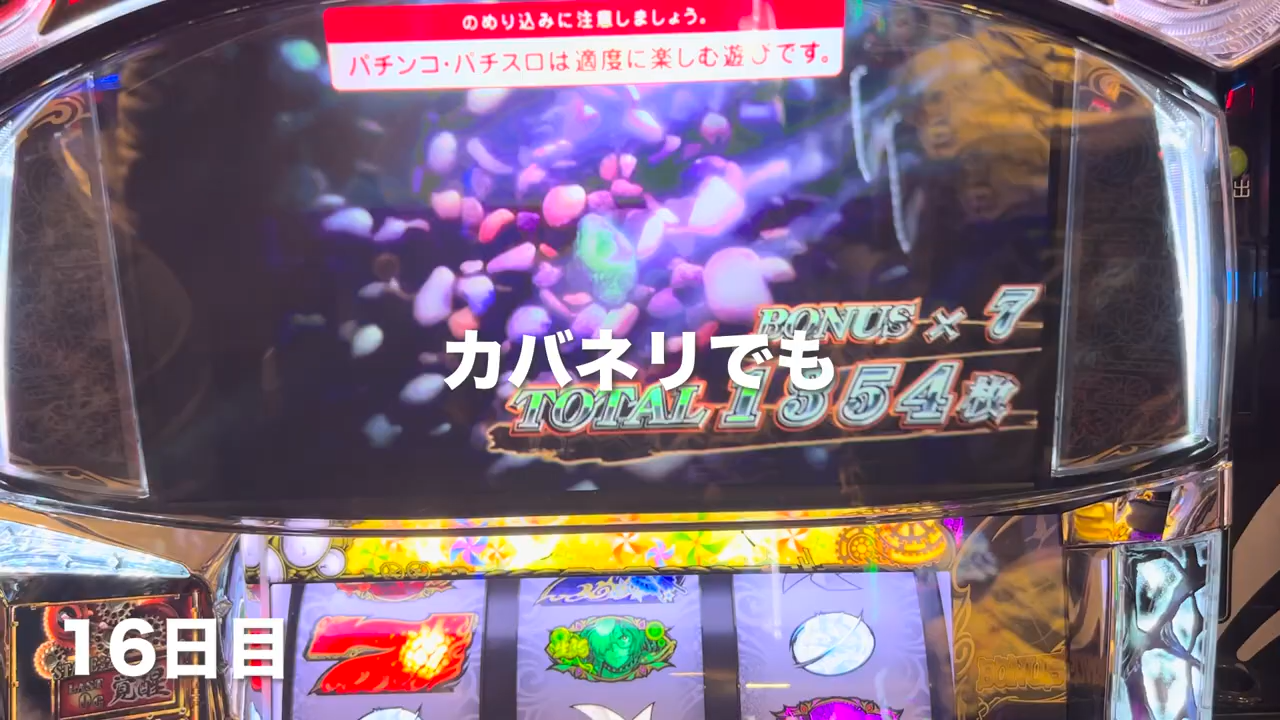 のめり込みに注意しましょう。
パチンコ・パチスロは適度に楽しむ遊びです。
BONUS × 7
カバネリでも
TOTAL 1354枚
16日目
覚醒